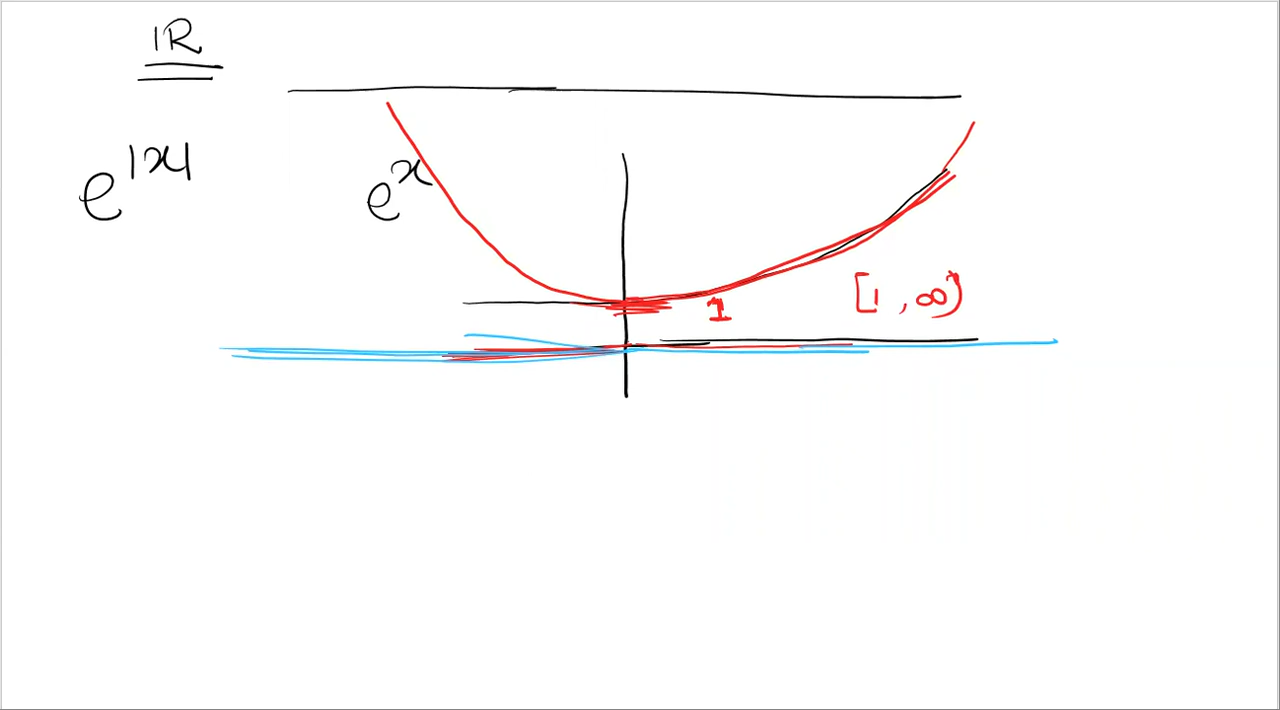 ℝ
e^|x|
e^x
[1, ∞)
1